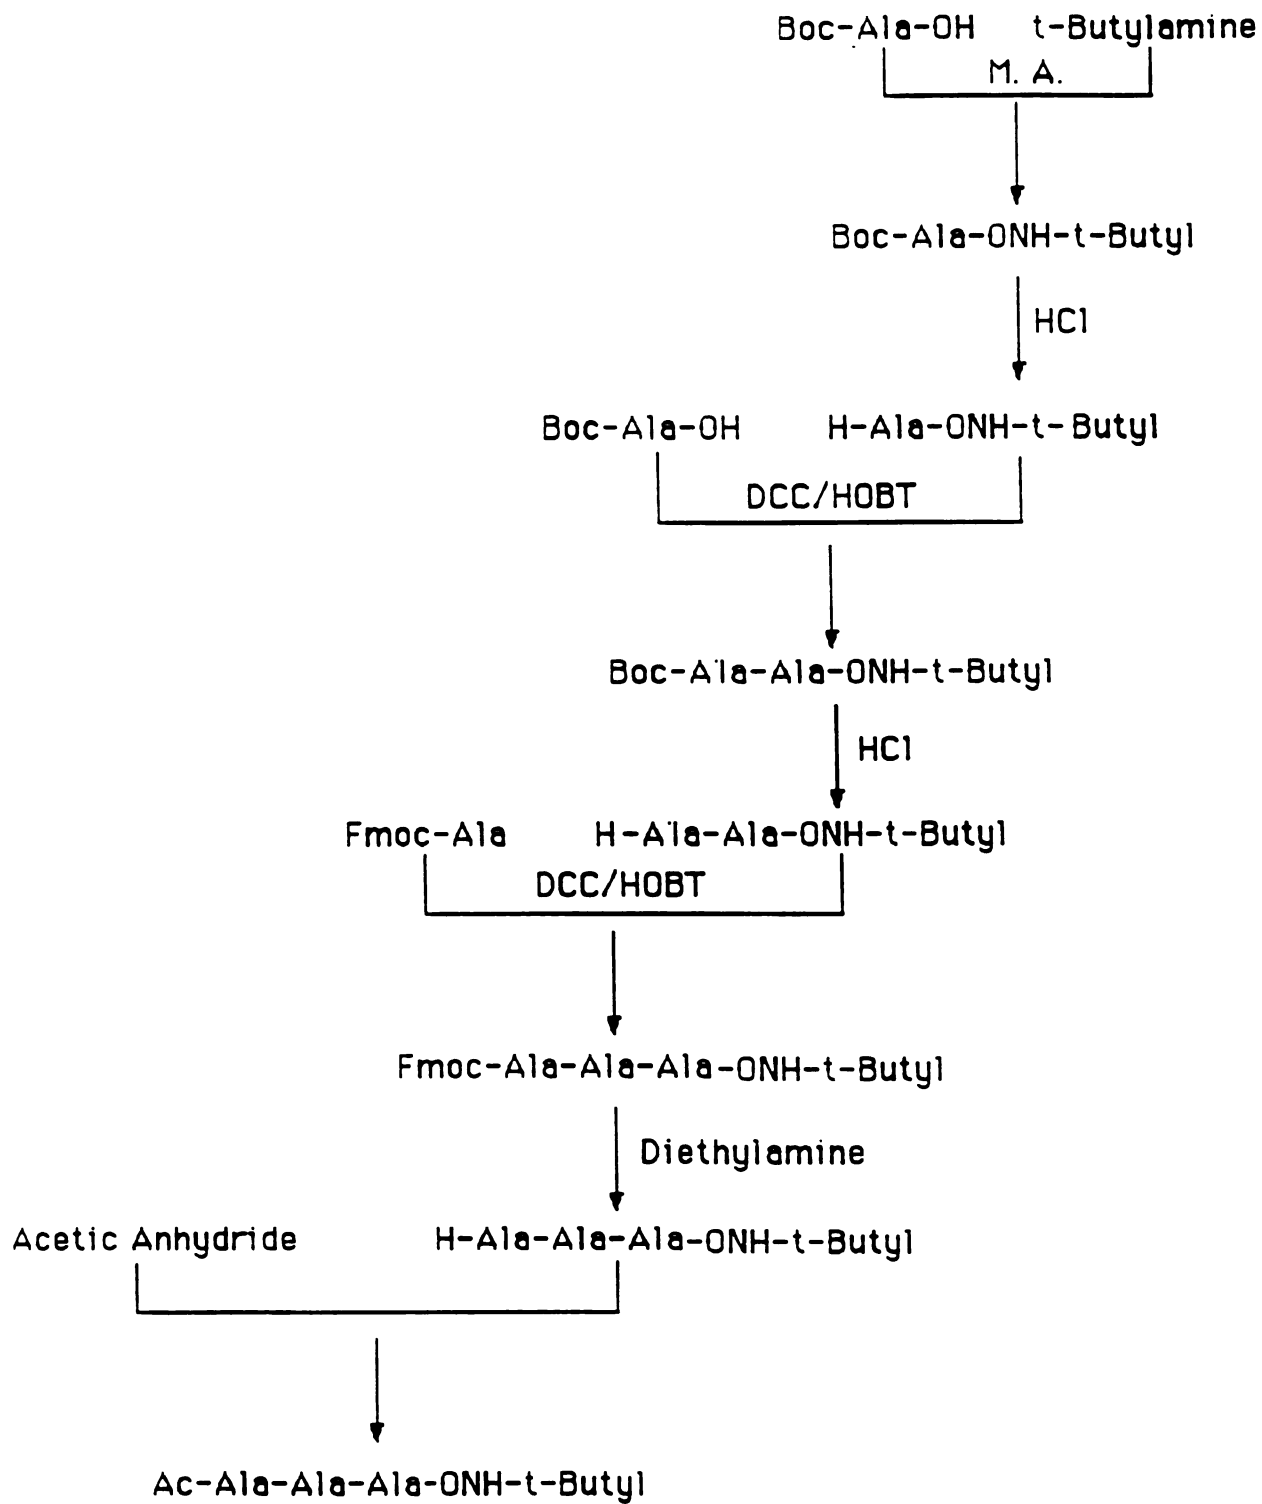 Boc-Ala-OH t-Butylamine
M. A.
Boc-Ala-ONH-t-Butyl
HCl
Boc-Ala-OH H-Ala-ONH-t-Butyl
DCC/HOBT
Boc-Ala-Ala-ONH-t-Butyl
HCl
Fmoc-Ala H-Ala-Ala-ONH-t-Butyl
DCC/HOBT
Fmoc-Ala-Ala-Ala-ONH-t-Butyl
Diethylamine
Acetic Anhydride H-Ala-Ala-Ala-ONH-t-Butyl
Ac-Ala-Ala-Ala-ONH-t-Butyl